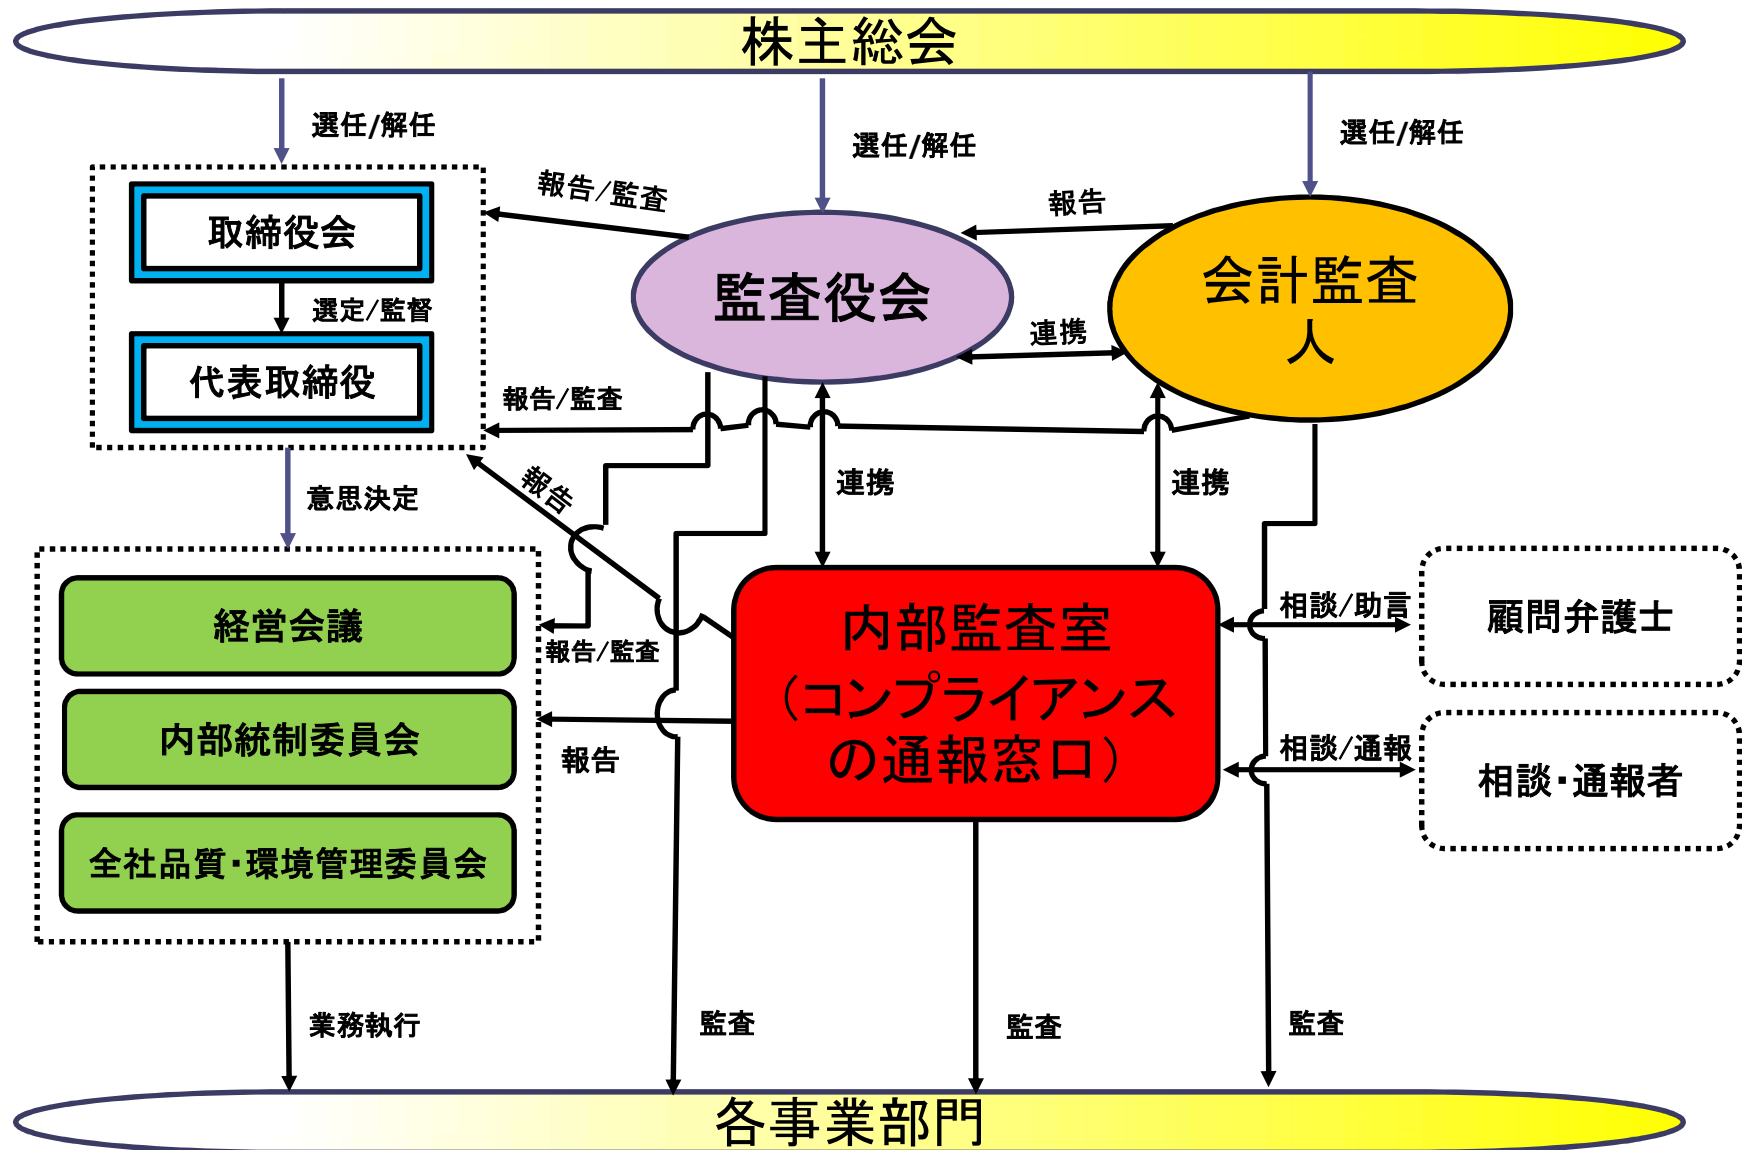 株主総会
選任/解任
選任/解任
選任/解任
報告/監査
報告
取締役会
監査役会
会計監査
人
選定/監督
連携
代表取締役
報告/監査
報告
連携
連携
意思決定
経営会議
報告/監査
内部監査室
(コンプライアンス
の通報窓口)
相談/助言
顧問弁護士
内部統制委員会
報告
相談/通報
相談・通報者
全社品質・環境管理委員会
業務執行
監査
監査
監査
各事業部門